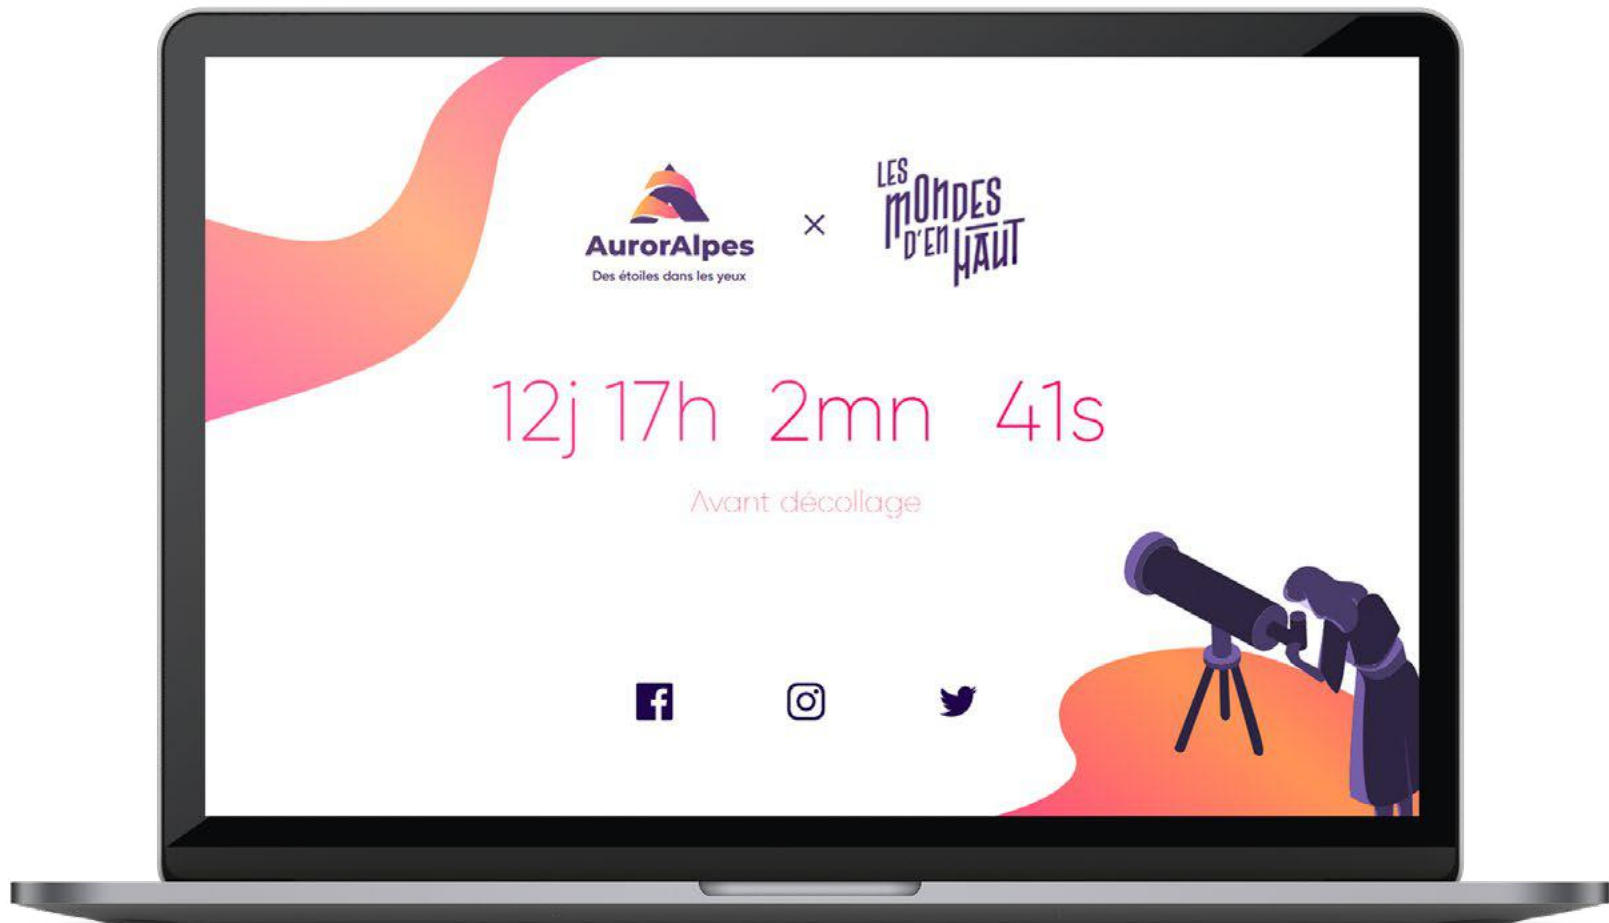 AurorAlpes
Des étoiles dans les yeux
×
LES
MONDES
D'EN
HAUT
12j 17h 2mn 41s
Avant décollage